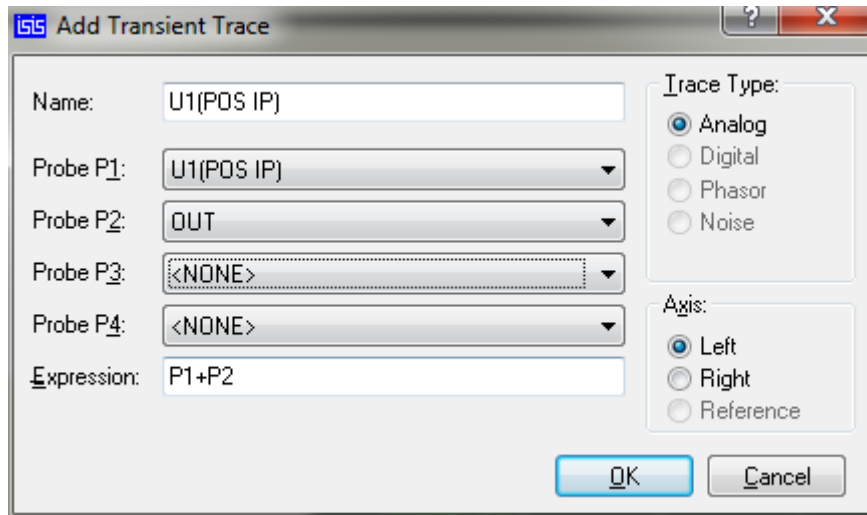 isis Add Transient Trace
?
X
Name: U1(POS IP)
Probe P1: U1(POS IP)
Probe P2: OUT
Probe P3: <NONE>
Probe P4: <NONE>
Expression: P1+P2
Trace Type:
Analog
Digital
Phasor
Noise
Axis:
Left
Right
Reference
OK
Cancel